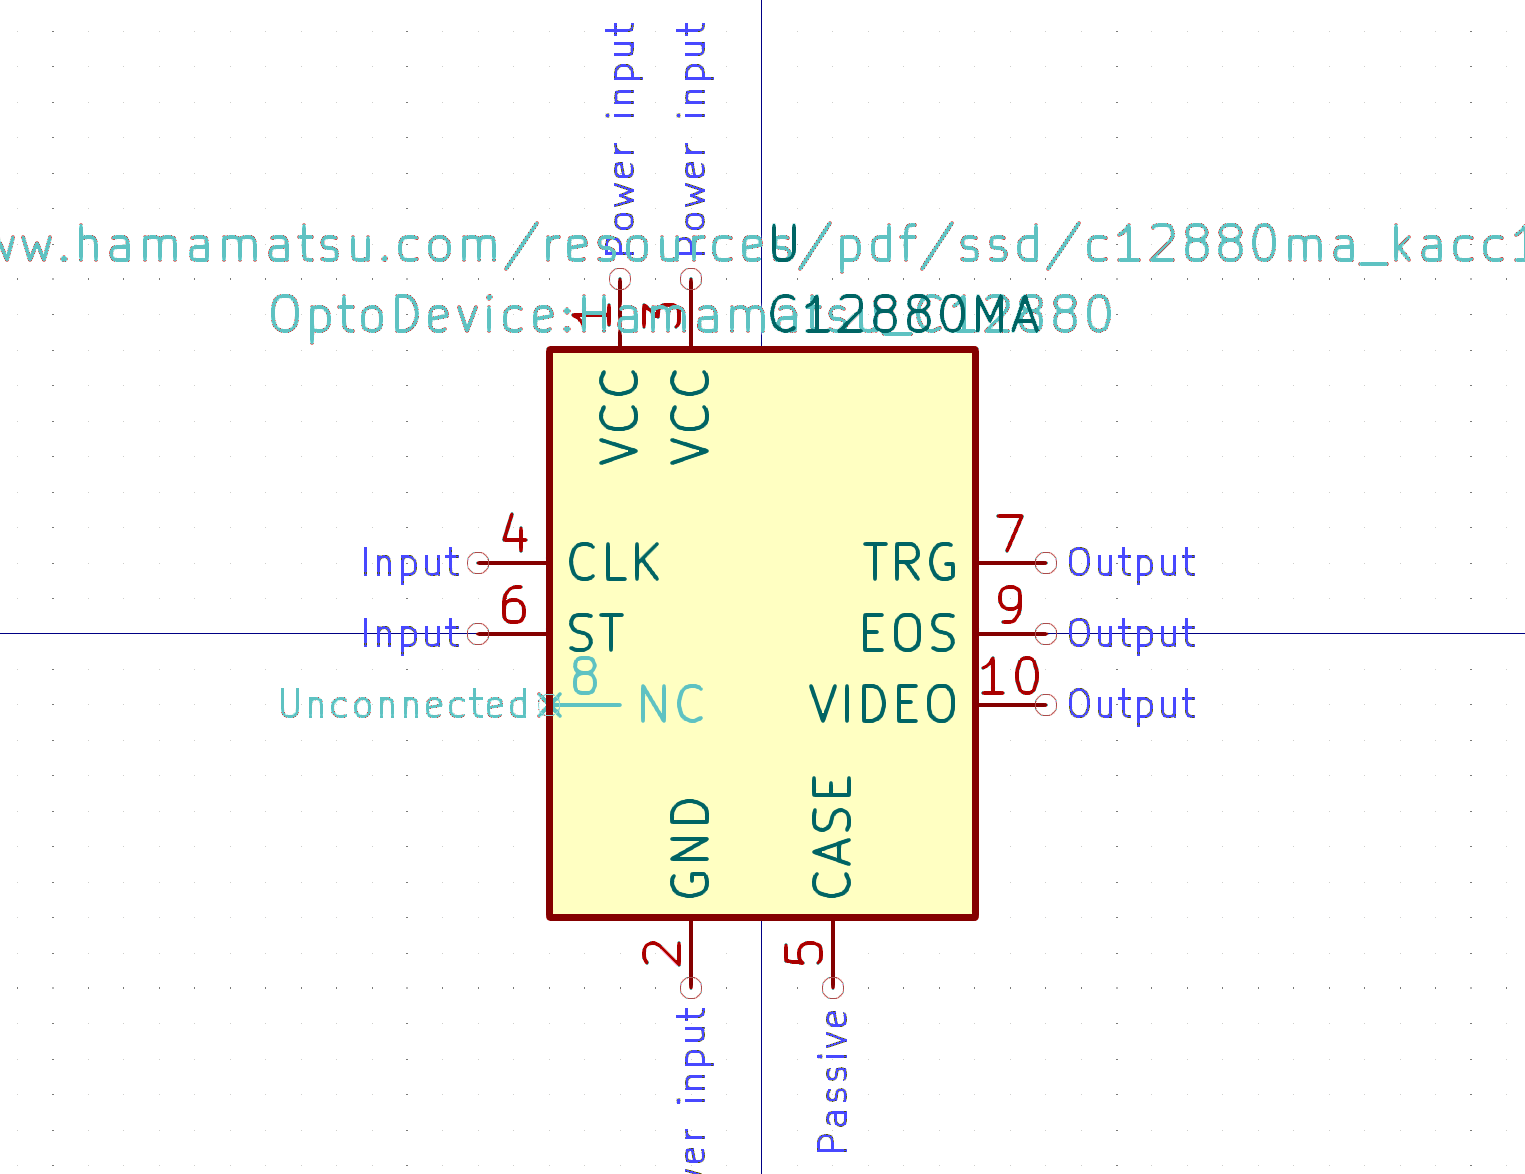 Power input
Power input
ww.hamamatsu.com/resources/pdf/ssd/c12880ma_kacc1
U
OptoDevice:Hamamatsu_C12880
C12880MA
1
3
VCC
VCC
Input 4 CLK
TRG 7 Output
Input 6 ST
EOS 9 Output
Unconnected 8 NC
VIDEO 10 Output
GND
CASE
2
5
wer input
Passive